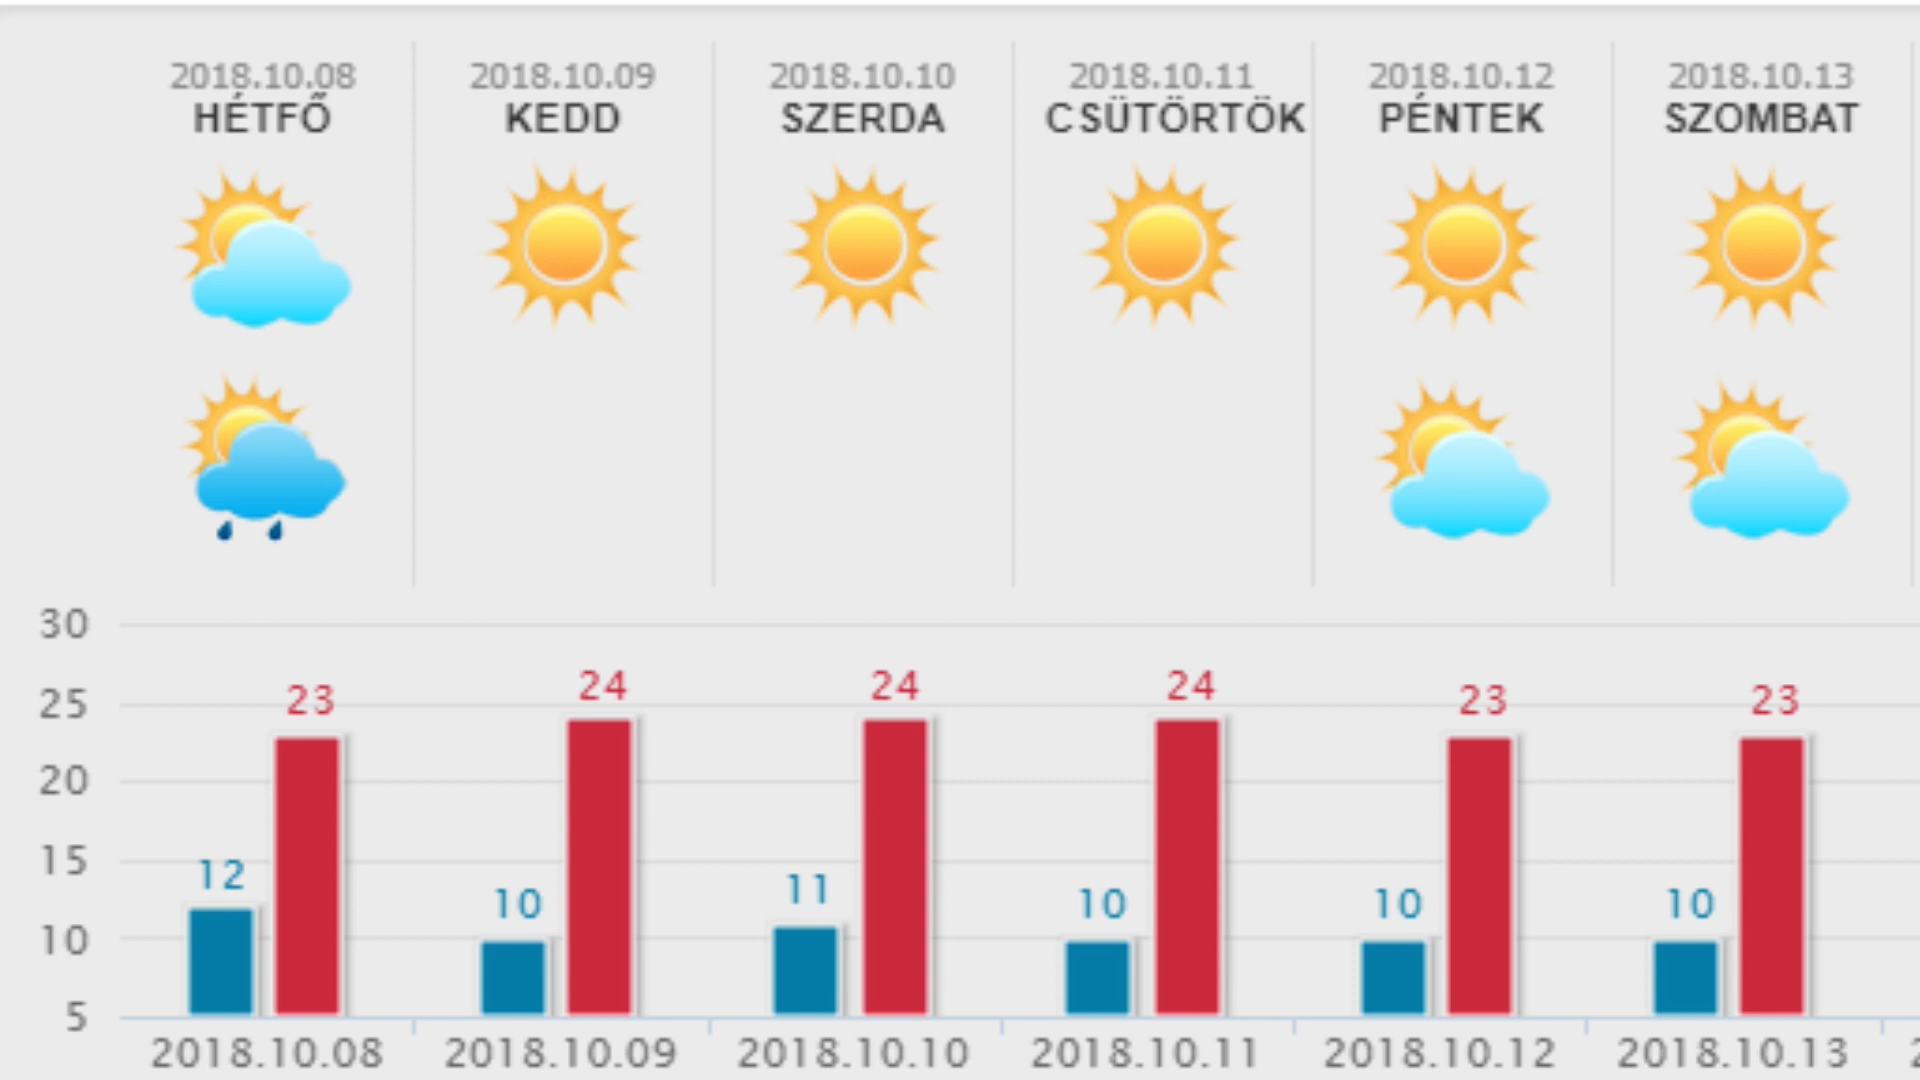 2018.10.08 2018.10.09 2018.10.10 2018.10.11 2018.10.12 2018.10.13
HÉTFŐ KEDD SZERDA CSÜTÖRTÖK PÉNTEK SZOMBAT
30
25
20
15
10
5
23 24 24 24 23 23
12 10 11 10 10 10
2018.10.08 2018.10.09 2018.10.10 2018.10.11 2018.10.12 2018.10.13